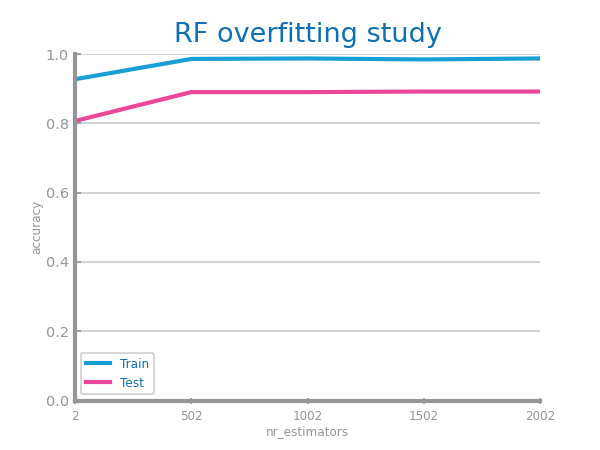 RF overfitting study
1.0
0.8
0.6
0.4
0.2
0.0
accuracy
Train
Test
2 502 1002 1502 2002
nr_estimators